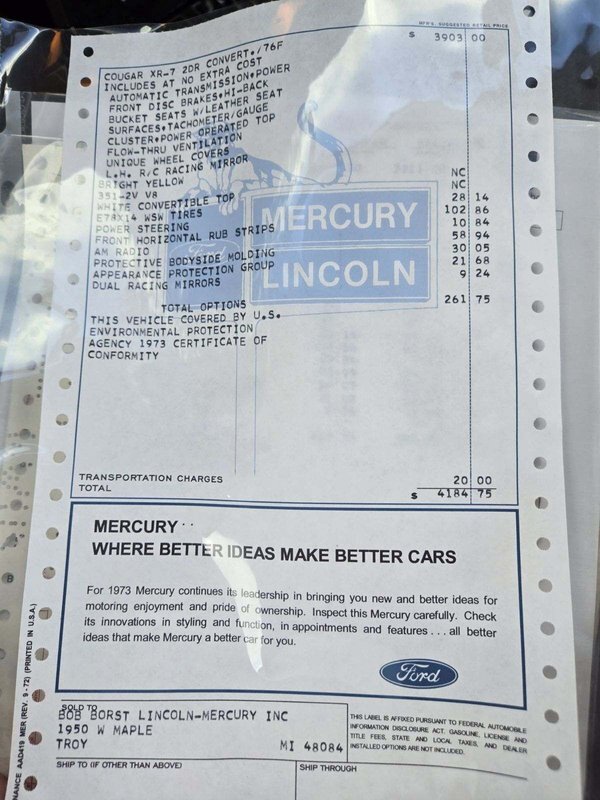 MFR'S. SUGGESTED RETAIL PRICE
COUGAR XR-7 2DR CONVERT./76F $ 3903 00
INCLUDES AT NO EXTRA COST
AUTOMATIC TRANSMISSION•POWER
FRONT DISC BRAKES•HI-BACK
BUCKET SEATS W/LEATHER SEAT
SURFACES•TACHOMETER/GAUGE
CLUSTER•POWER OPERATED TOP
FLOW-THRU VENTILATION
UNIQUE WHEEL COVERS
L.H. R/C RACING MIRROR
BRIGHT YELLOW NC
351-2V V8 NC
WHITE CONVERTIBLE TOP
E78X14 WSW TIRES 28 14
POWER STEERING 102 86
FRONT HORIZONTAL RUB STRIPS 10 84
AM RADIO 58 94
PROTECTIVE BODYSIDE MOLDING 30 05
APPEARANCE PROTECTION GROUP 21 68
DUAL RACING MIRRORS 9 24
TOTAL OPTIONS 261 75
THIS VEHICLE COVERED BY U.S.
ENVIRONMENTAL PROTECTION
AGENCY 1973 CERTIFICATE OF
CONFORMITY
MERCURY
LINCOLN
TRANSPORTATION CHARGES 20 00
TOTAL $ 4184 75
MERCURY··
WHERE BETTER IDEAS MAKE BETTER CARS
For 1973 Mercury continues its leadership in bringing you new and better ideas for
motoring enjoyment and pride of ownership. Inspect this Mercury carefully. Check
its innovations in styling and function, in appointments and features . . . all better
ideas that make Mercury a better car for you.
Ford
SOLD TO
BOB BORST LINCOLN-MERCURY INC
1950 W MAPLE
TROY MI 48084
THIS LABEL IS AFFIXED PURSUANT TO FEDERAL AUTOMOBILE
INFORMATION DISCLOSURE ACT. GASOLINE, LICENSE AND
TITLE FEES, STATE AND LOCAL TAXES, AND DEALER
INSTALLED OPTIONS ARE NOT INCLUDED.
SHIP TO (IF OTHER THAN ABOVE)
SHIP THROUGH
NANCE AAD419 MER (REV. 9-72) (PRINTED IN U.S.A.)